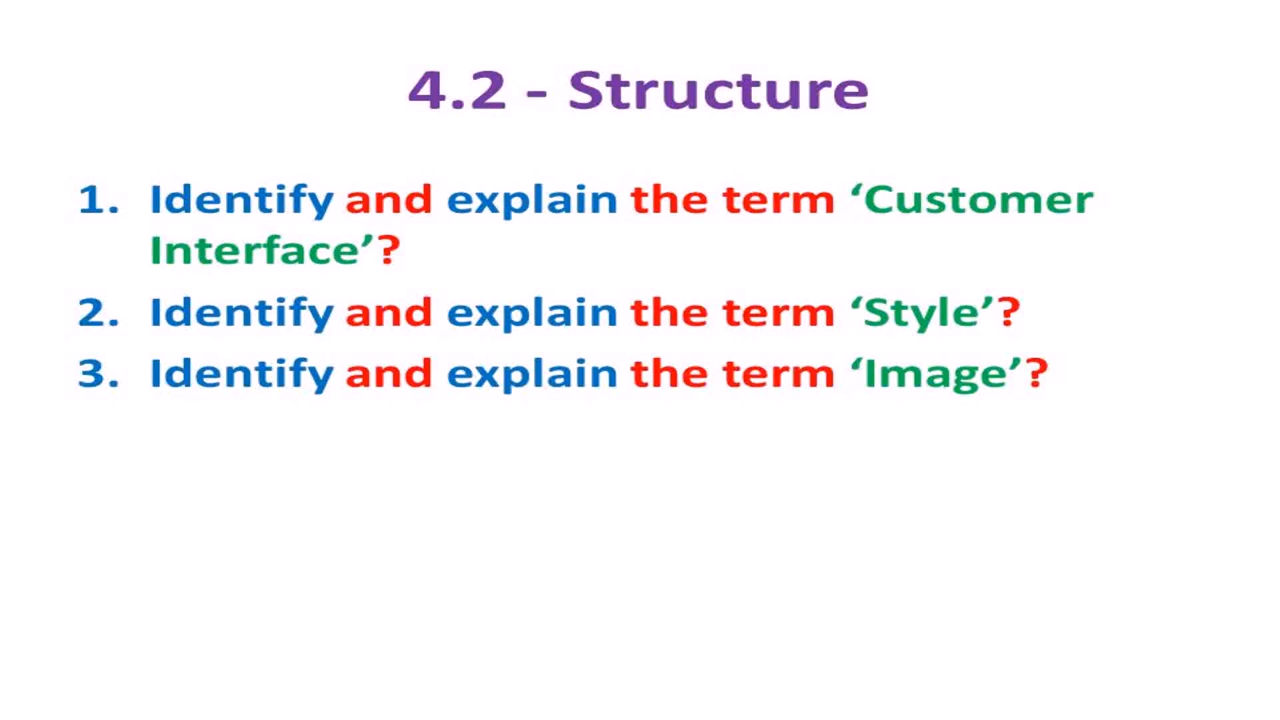 4.2 - Structure
1. Identify and explain the term ‘Customer
Interface’?
2. Identify and explain the term ‘Style’?
3. Identify and explain the term ‘Image’?